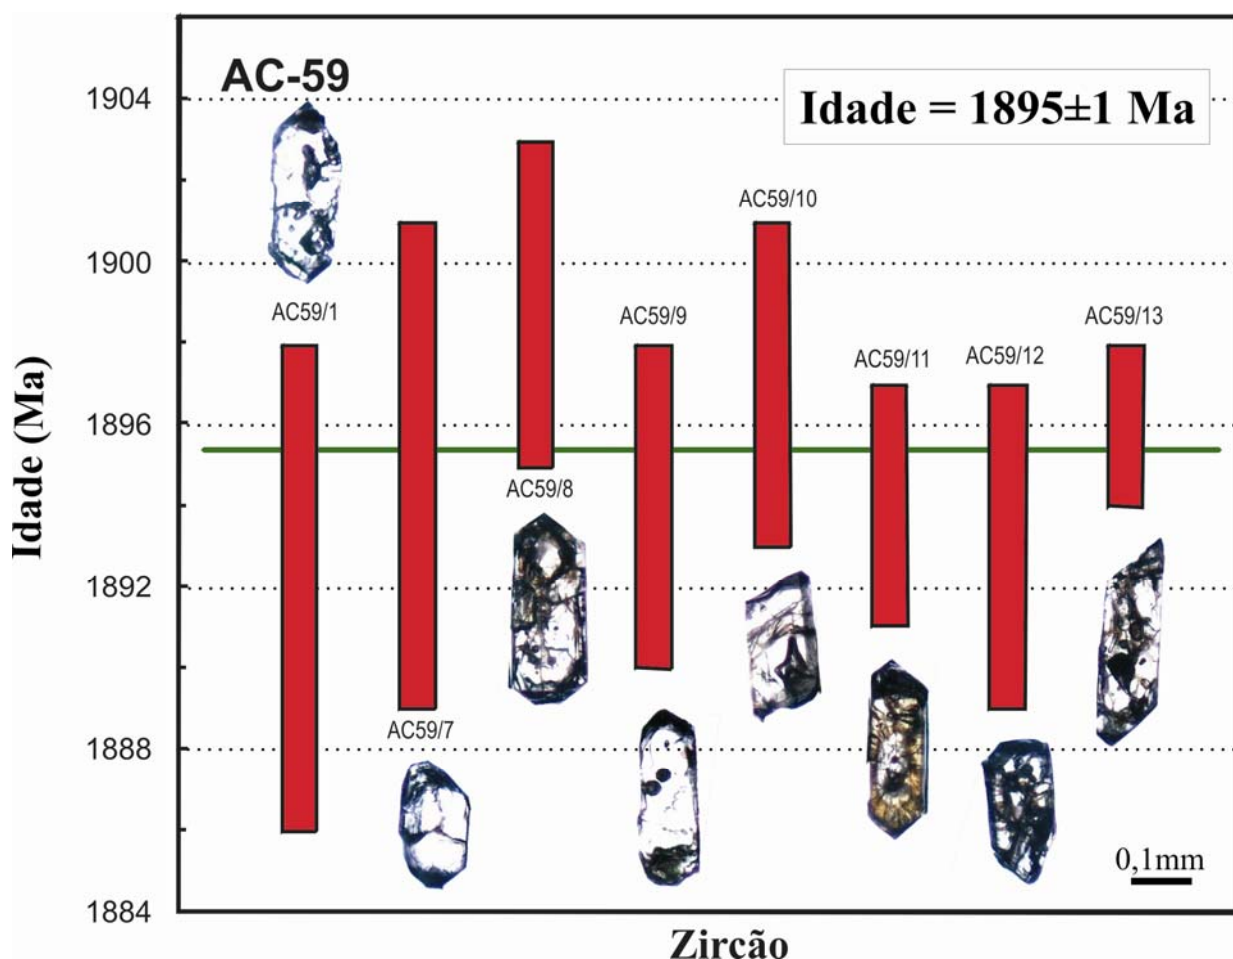 AC-59
Idade = 1895±1 Ma
1904
1900
1896
1892
1888
1884
Idade (Ma)
AC59/1
AC59/7
AC59/8
AC59/9
AC59/10
AC59/11
AC59/12
AC59/13
0,1mm
Zircão